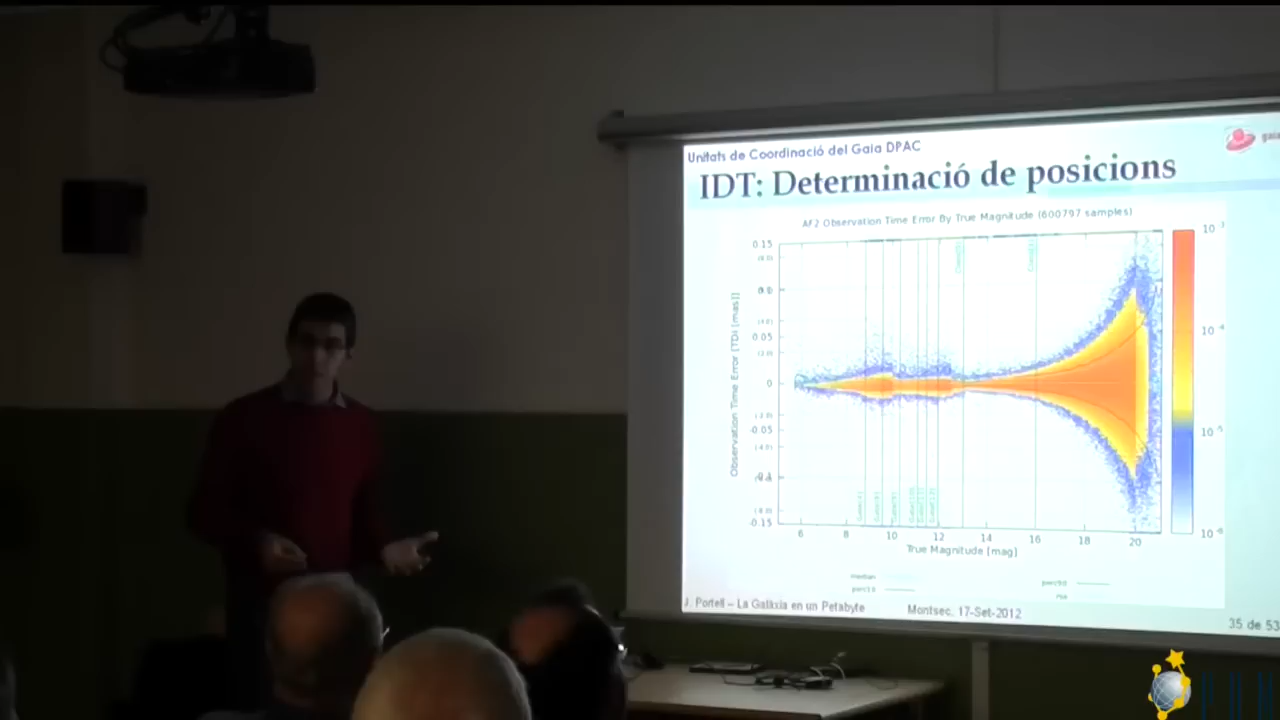 Unitats de Coordinació del Gaia DPAC
gaia
IDT: Determinació de posicions
AF2 Observation Time Error By True Magnitude (600797 samples)
0.15
0.05
0
-0.05
-0.15
Observation Time Error [TDI [mas]]
6 8 10 12 14 16 18 20
True Magnitude [mag]
10⁻³
10⁻⁴
10⁻⁵
10⁻⁶
median
J. Portell – La Galàxia en un Petabyte
Montsec, 17-Set-2012
35 de 53